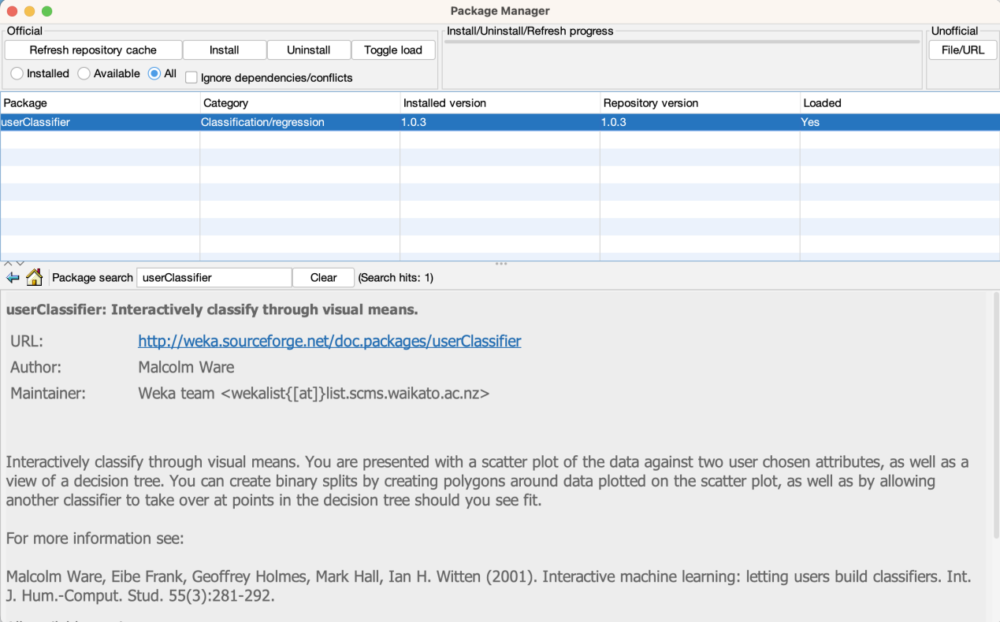 Package Manager
Official
Install/Uninstall/Refresh progress
Unofficial
Refresh repository cache Install Uninstall Toggle load
File/URL
Installed Available All Ignore dependencies/conflicts
Package Category Installed version Repository version Loaded
userClassifier Classification/regression 1.0.3 1.0.3 Yes
Package search userClassifier Clear (Search hits: 1)
userClassifier: Interactively classify through visual means.
URL: http://weka.sourceforge.net/doc.packages/userClassifier
Author: Malcolm Ware
Maintainer: Weka team <wekalist{[at]}list.scms.waikato.ac.nz>
Interactively classify through visual means. You are presented with a scatter plot of the data against two user chosen attributes, as well as a
view of a decision tree. You can create binary splits by creating polygons around data plotted on the scatter plot, as well as by allowing
another classifier to take over at points in the decision tree should you see fit.
For more information see:
Malcolm Ware, Eibe Frank, Geoffrey Holmes, Mark Hall, Ian H. Witten (2001). Interactive machine learning: letting users build classifiers. Int.
J. Hum.-Comput. Stud. 55(3):281-292.